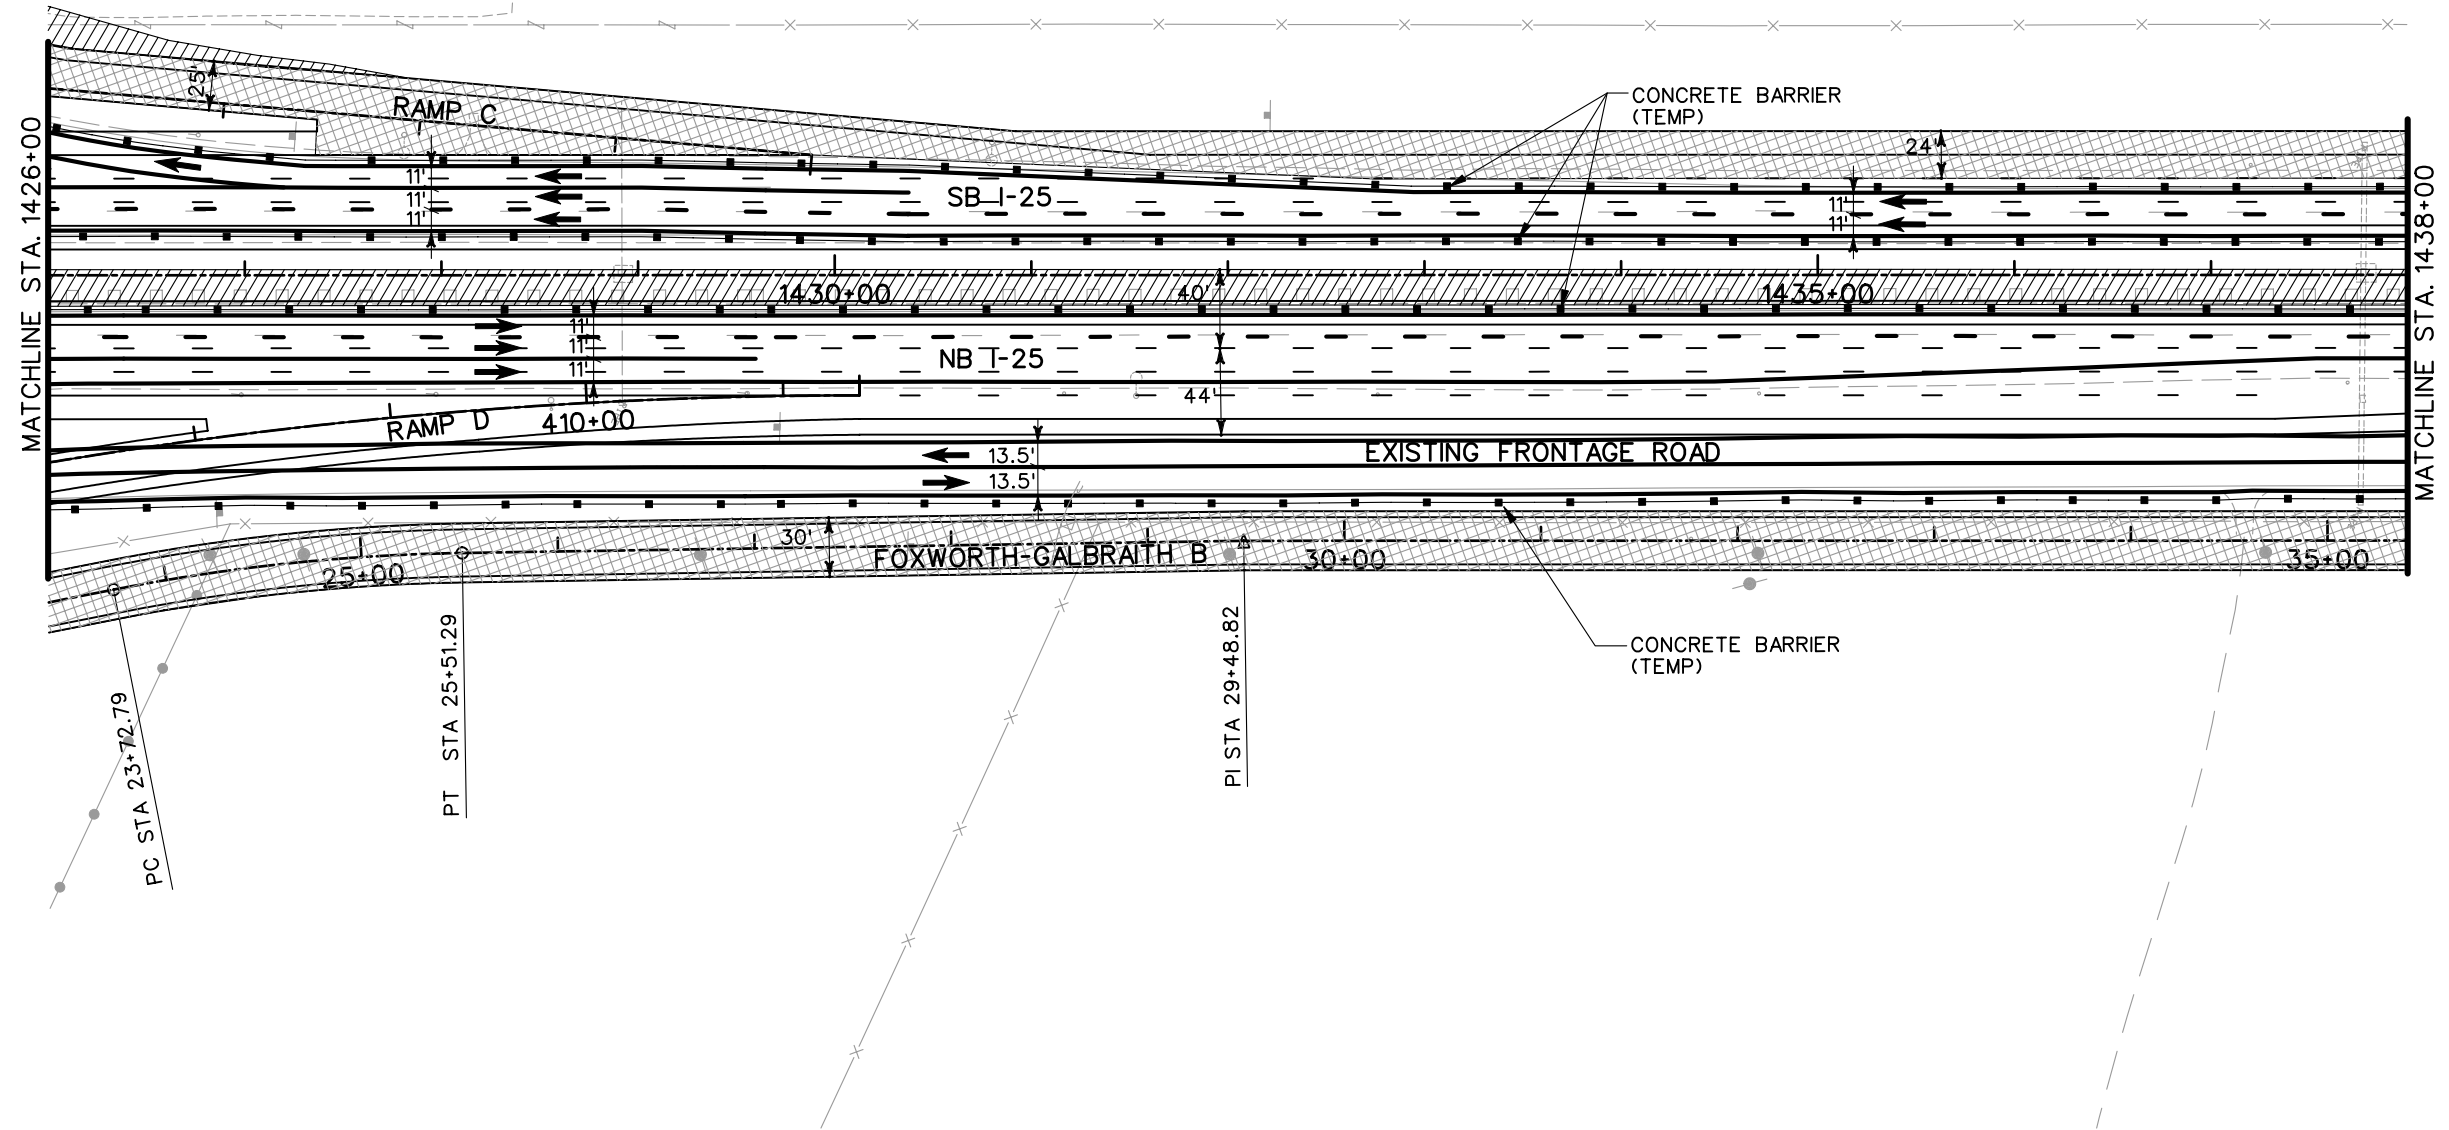 MATCHLINE STA. 1426+00
25'
RAMP C
CONCRETE BARRIER
(TEMP)
24'
11'
11'
11'
SB I-25
11'
11'
1430+00
40'
1435+00
11'
11'
11'
NB I-25
44'
RAMP D
410+00
13.5'
13.5'
EXISTING FRONTAGE ROAD
30'
FOXWORTH-GALBRAITH B
25+00
30+00
35+00
MATCHLINE STA. 1438+00
PC STA 23+72.79
PT STA 25+51.29
PI STA 29+48.82
CONCRETE BARRIER
(TEMP)